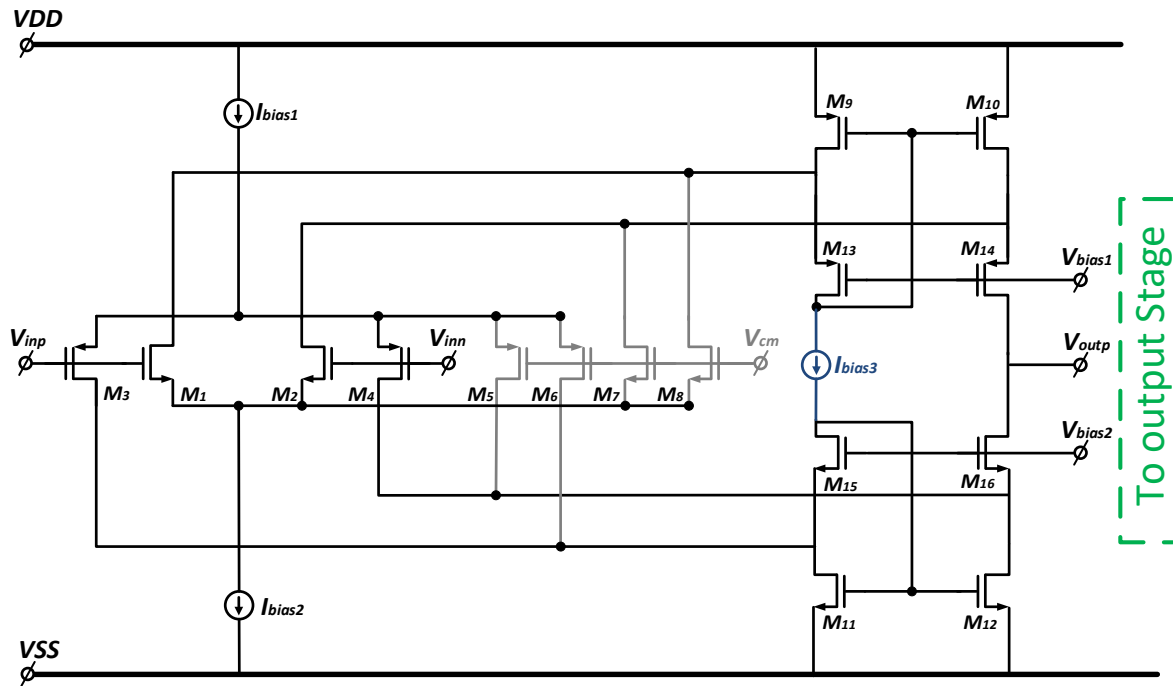 VDD
Ibias1
M9
M10
M13
M14
Vbias1
Vinp
Vinn
Vcm
Ibias3
Voutp
M3
M1
M2
M4
M5
M6
M7
M8
Vbias2
M15
M16
Ibias2
M11
M12
VSS
To output Stage